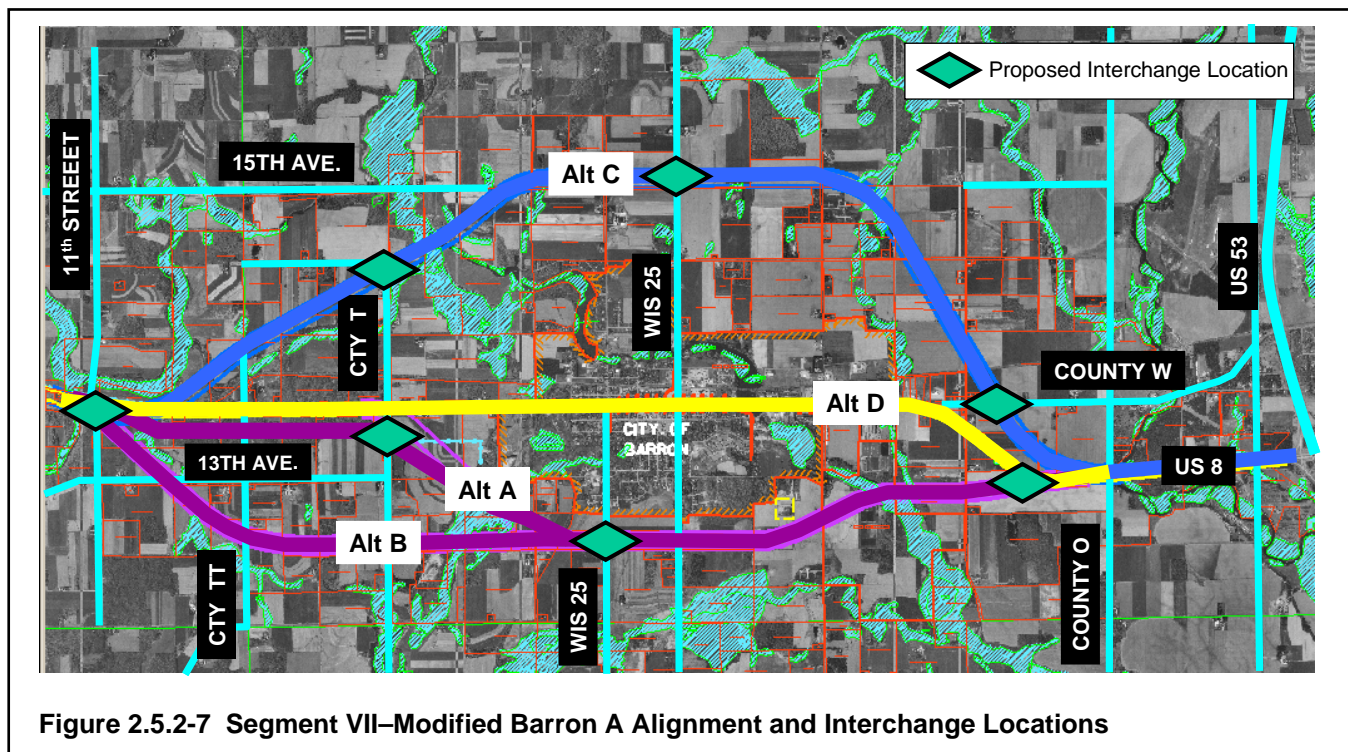 Proposed Interchange Location
11th STREEET
15TH AVE.
Alt C
CTY T
WIS 25
US 53
COUNTY W
Alt D
CITY OF
BARRON
13TH AVE.
Alt A
US 8
Alt B
CTY TT
WIS 25
COUNTY O
Figure 2.5.2-7 Segment VII–Modified Barron A Alignment and Interchange Locations